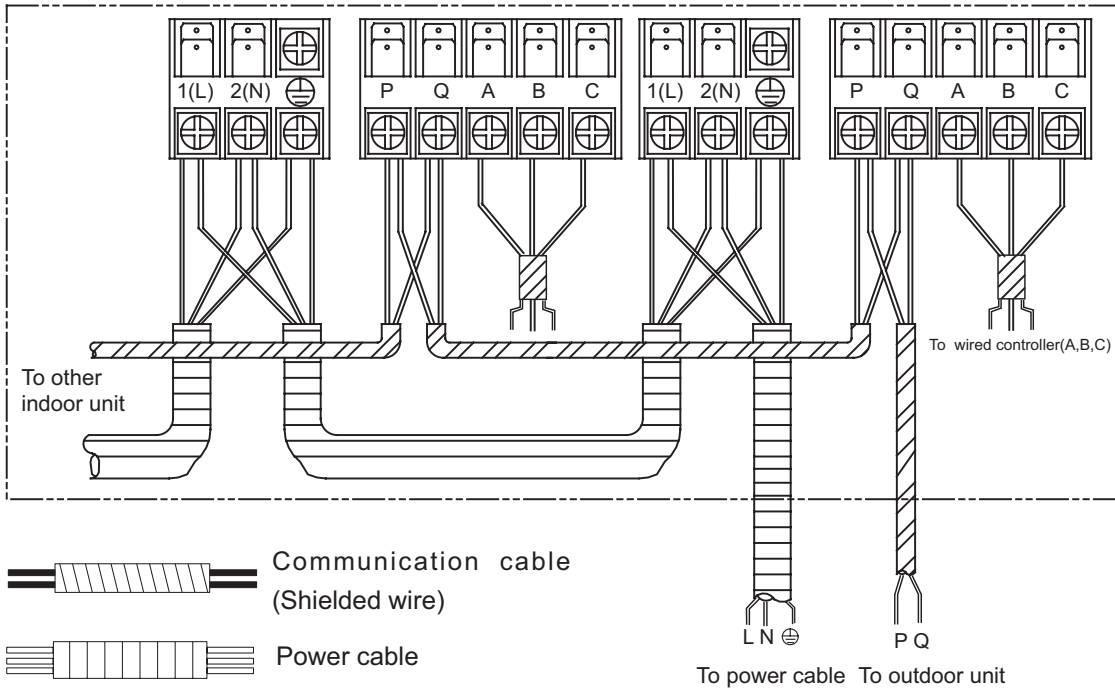 1(L) 2(N) P Q A B C 1(L) 2(N) P Q A B C
To wired controller(A,B,C)
To other
indoor unit
Communication cable
(Shielded wire)
Power cable
L N
P Q
To power cable To outdoor unit